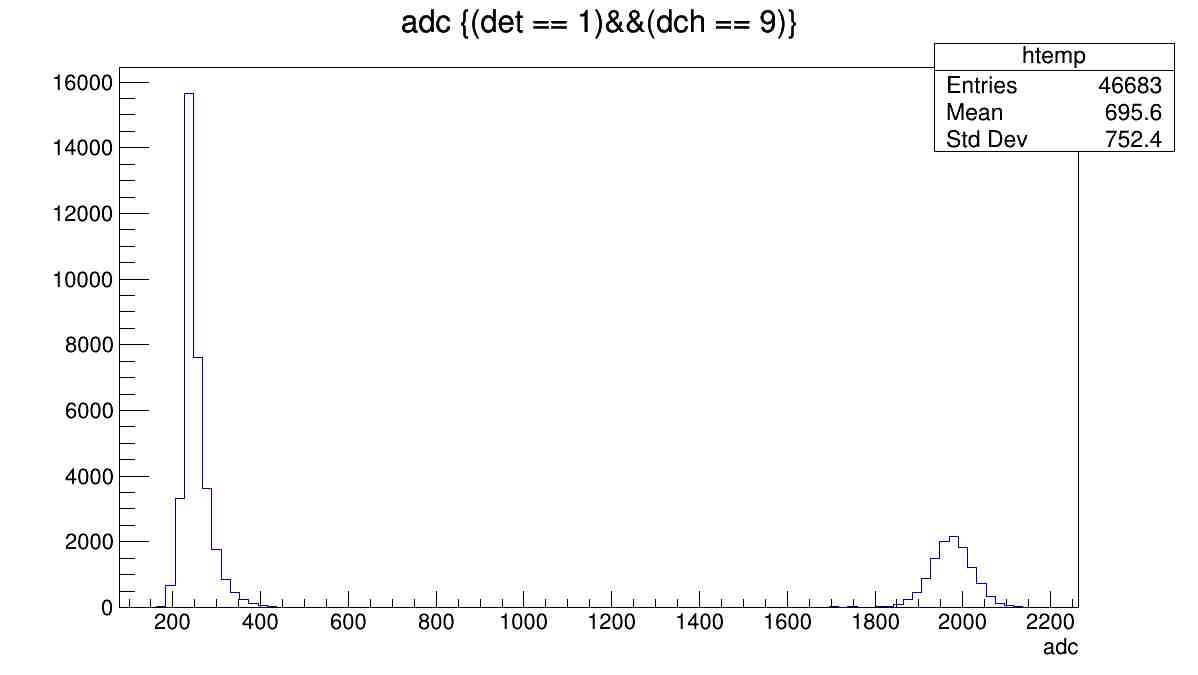 adc {(det == 1)&&(dch == 9)}
htemp
Entries 46683
Mean 695.6
Std Dev 752.4
16000
14000
12000
10000
8000
6000
4000
2000
0
200 400 600 800 1000 1200 1400 1600 1800 2000 2200
adc